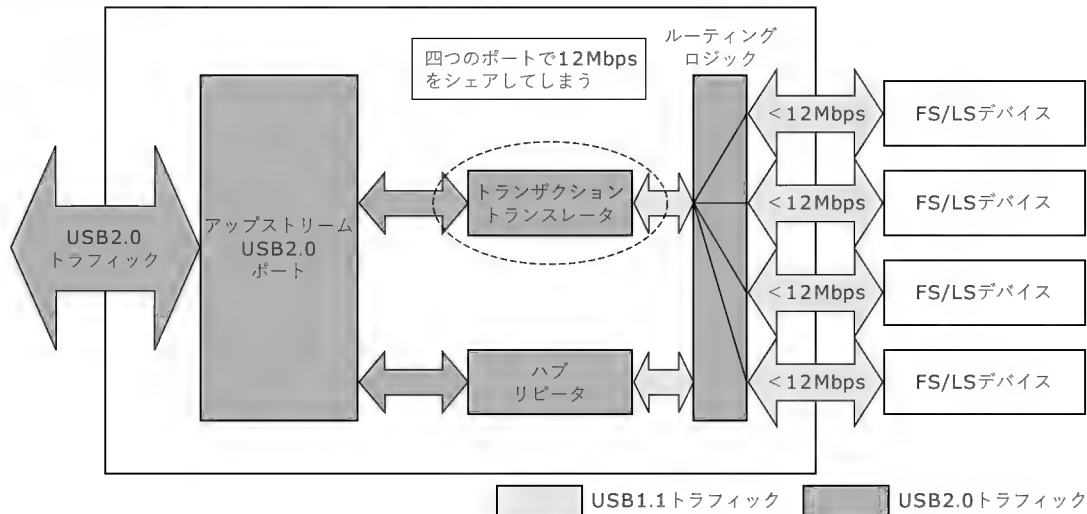 四つのポートで12Mbps
をシェアしてしまう
ルーティング
ロジック
USB2.0
トラフィック
アップストリーム
USB2.0
ポート
トランザクション
トランスレータ
ハブ
リピータ
<12Mbps
FS/LSデバイス
<12Mbps
FS/LSデバイス
<12Mbps
FS/LSデバイス
<12Mbps
FS/LSデバイス
USB1.1トラフィック
USB2.0トラフィック